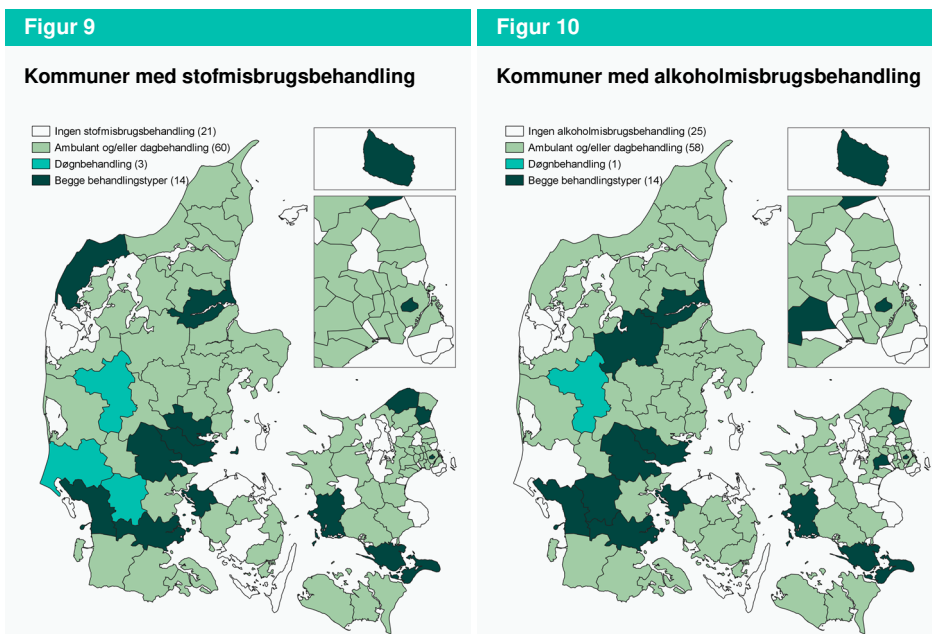 Figur 9
Kommuner med stofmisbrugsbehandling
Ingen stofmisbrugsbehandling (21)
Ambulant og/eller dagbehandling (60)
Døgnbehandling (3)
Begge behandlingstyper (14)
Figur 10
Kommuner med alkoholmisbrugsbehandling
Ingen alkoholmisbrugsbehandling (25)
Ambulant og/eller dagbehandling (58)
Døgnbehandling (1)
Begge behandlingstyper (14)